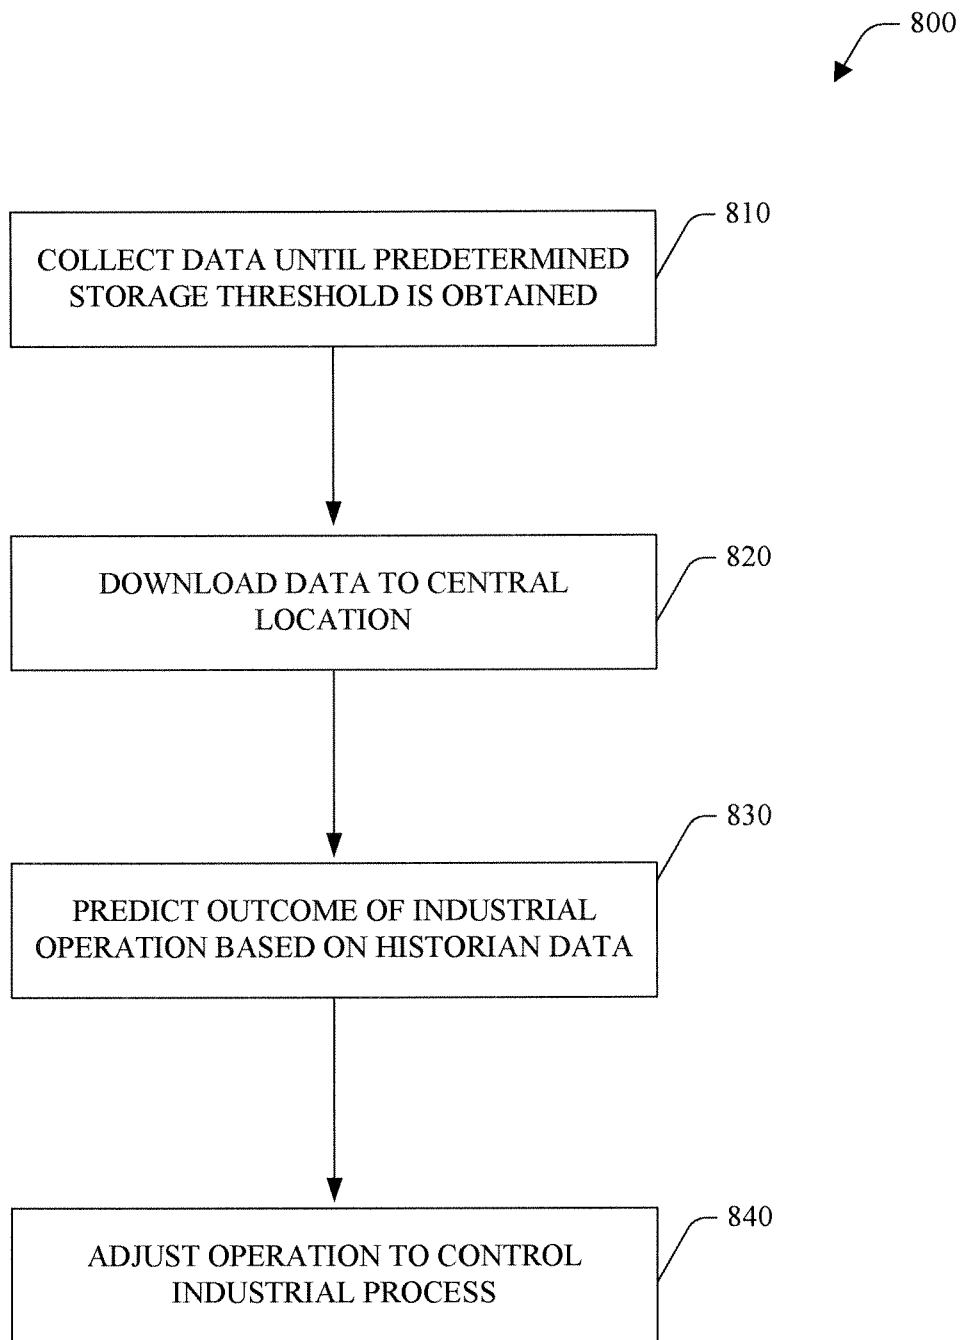 800
810
COLLECT DATA UNTIL PREDETERMINED
STORAGE THRESHOLD IS OBTAINED
820
DOWNLOAD DATA TO CENTRAL
LOCATION
830
PREDICT OUTCOME OF INDUSTRIAL
OPERATION BASED ON HISTORIAN DATA
840
ADJUST OPERATION TO CONTROL
INDUSTRIAL PROCESS